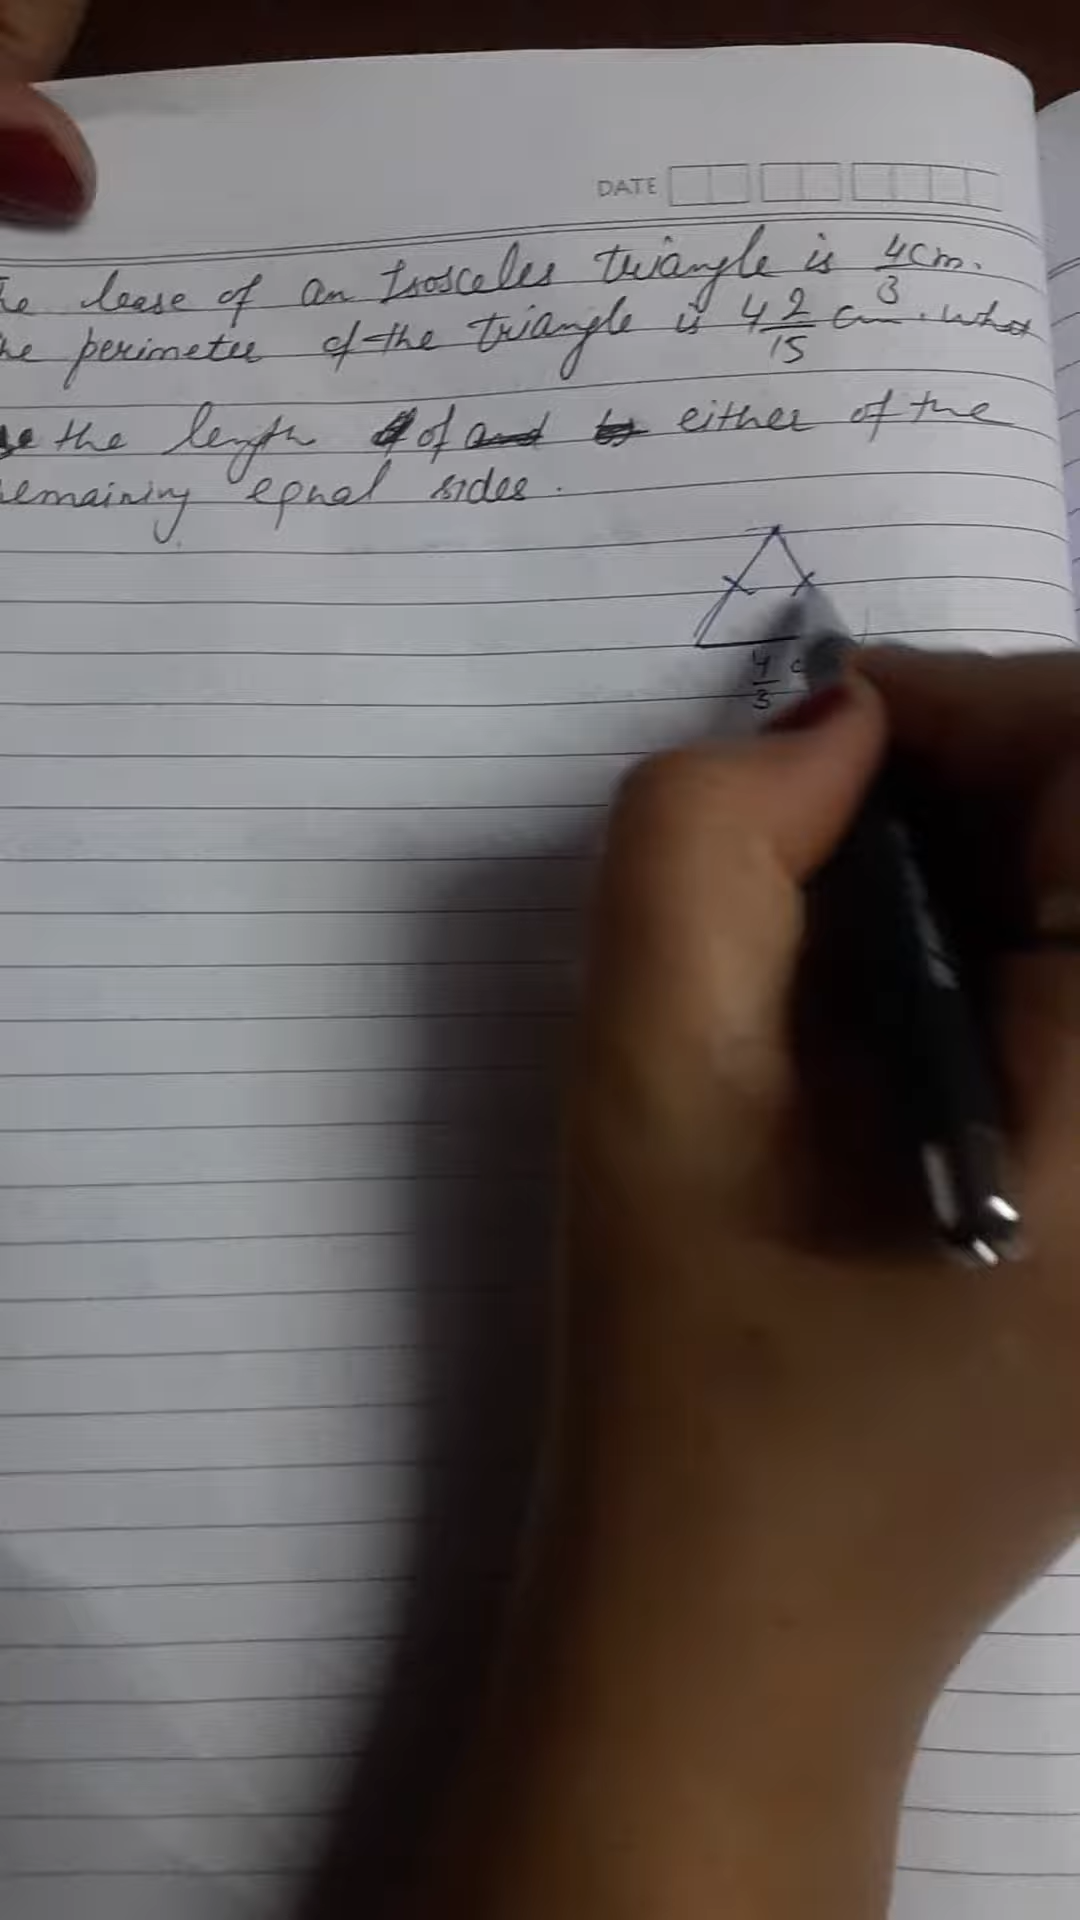 DATE
he base of an Isosceles triangle is 4/3 cm.
he perimeter of the triangle is 4 2/15 cm. what
the length of either of the
emaining equal sides.
4/3 c